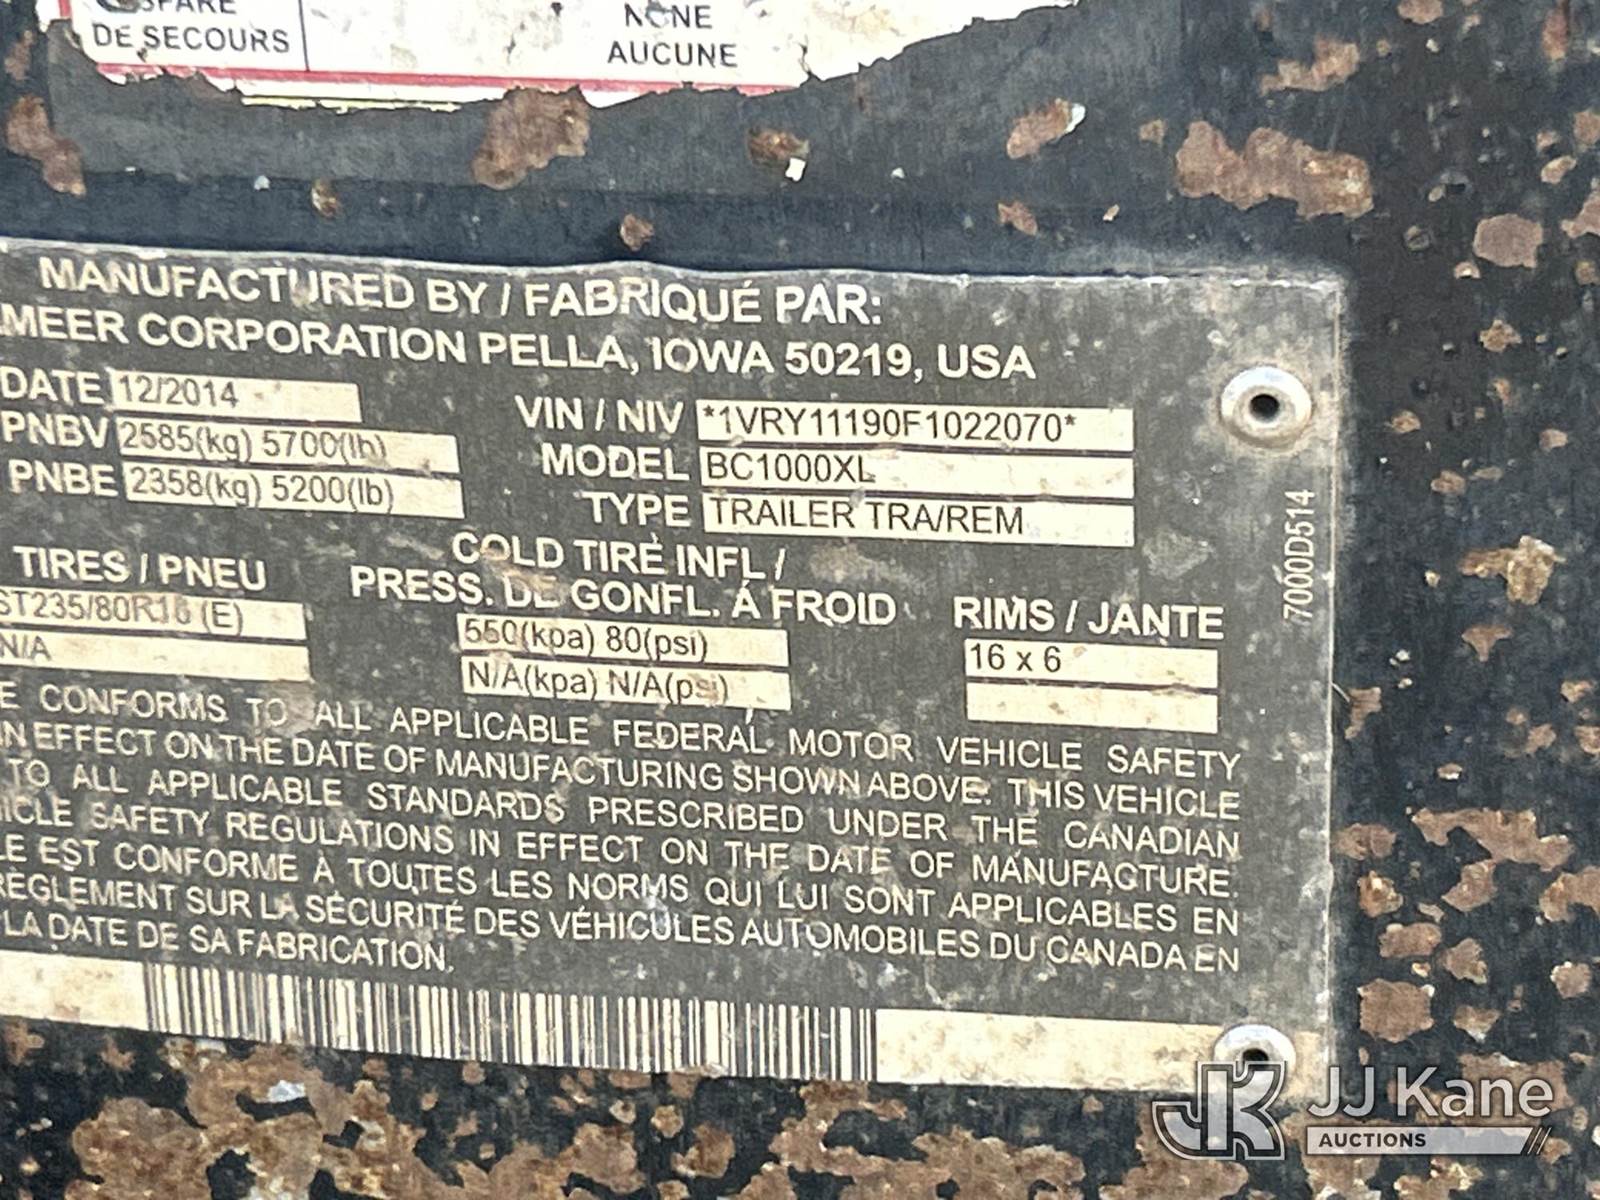 SPARE
DE SECOURS
NONE
AUCUNE
MANUFACTURED BY / FABRIQUÉ PAR:
MEER CORPORATION PELLA, IOWA 50219, USA
DATE 12/2014
VIN / NIV *1VRY11190F1022070*
PNBV 2585(kg) 5700(lb)
MODEL BC1000XL
PNBE 2358(kg) 5200(lb)
TYPE TRAILER TRA/REM
7000D514
TIRES / PNEU
COLD TIRE INFL /
PRESS. DE GONFL. Á FROID
RIMS / JANTE
ST235/80R16 (E)
550(kpa) 80(psi)
16 x 6
N/A
N/A(kpa) N/A(psi)
E CONFORMS TO ALL APPLICABLE FEDERAL MOTOR VEHICLE SAFETY
IN EFFECT ON THE DATE OF MANUFACTURING SHOWN ABOVE. THIS VEHICLE
TO ALL APPLICABLE STANDARDS PRESCRIBED UNDER THE CANADIAN
HICLE SAFETY REGULATIONS IN EFFECT ON THE DATE OF MANUFACTURE.
LE EST CONFORME À TOUTES LES NORMS QUI LUI SONT APPLICABLES EN
RÈGLEMENT SUR LA SÉCURITÉ DES VÉHICULES AUTOMOBILES DU CANADA EN
LA DATE DE SA FABRICATION.
JK JJ Kane
AUCTIONS